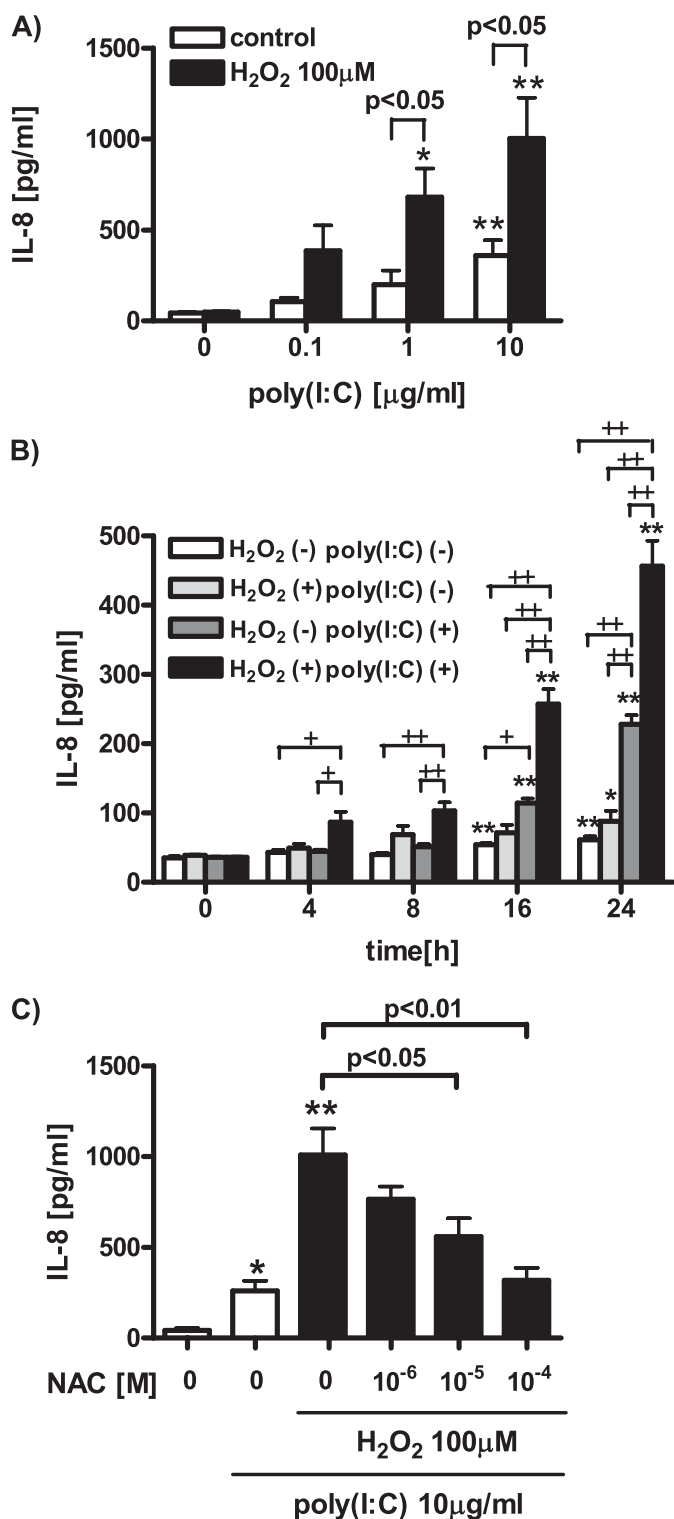 A)
control
H₂O₂ 100μM
p<0.05
p<0.05
** 
*
**
IL-8 [pg/ml]
1500
1000
500
0
0 0.1 1 10
poly(I:C) [μg/ml]
B)
H₂O₂ (-) poly(I:C) (-)
H₂O₂ (+) poly(I:C) (-)
H₂O₂ (-) poly(I:C) (+)
H₂O₂ (+) poly(I:C) (+)
++
++
++
**
++
++
**
++
++
++
**
+
**
+
+
++
++
**
** *
IL-8 [pg/ml]
500
400
300
200
100
0
0 4 8 16 24
time[h]
C)
p<0.01
p<0.05
**
*
IL-8 [pg/ml]
1500
1000
500
0
NAC [M] 0 0 0 10⁻⁶ 10⁻⁵ 10⁻⁴
H₂O₂ 100μM
poly(I:C) 10μg/ml